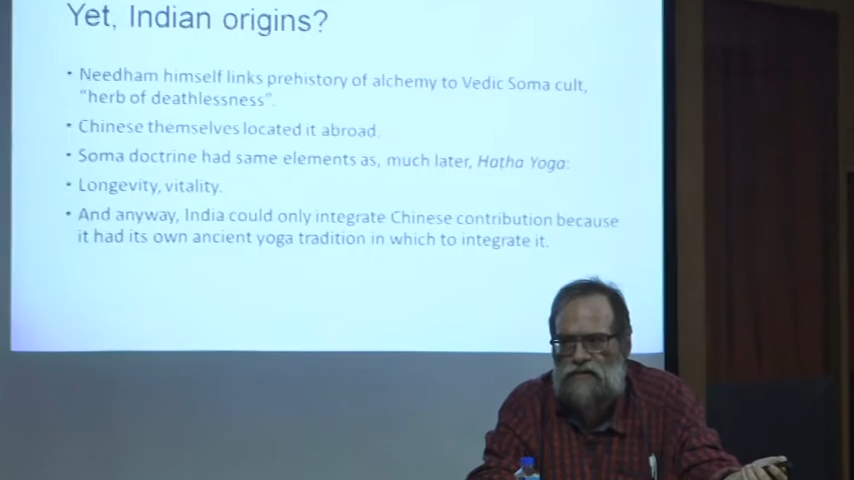 Yet, Indian origins?
• Needham himself links prehistory of alchemy to Vedic Soma cult,
"herb of deathlessness".
• Chinese themselves located it abroad.
• Soma doctrine had same elements as, much later, Hatha Yoga:
• Longevity, vitality.
• And anyway, India could only integrate Chinese contribution because
it had its own ancient yoga tradition in which to integrate it.